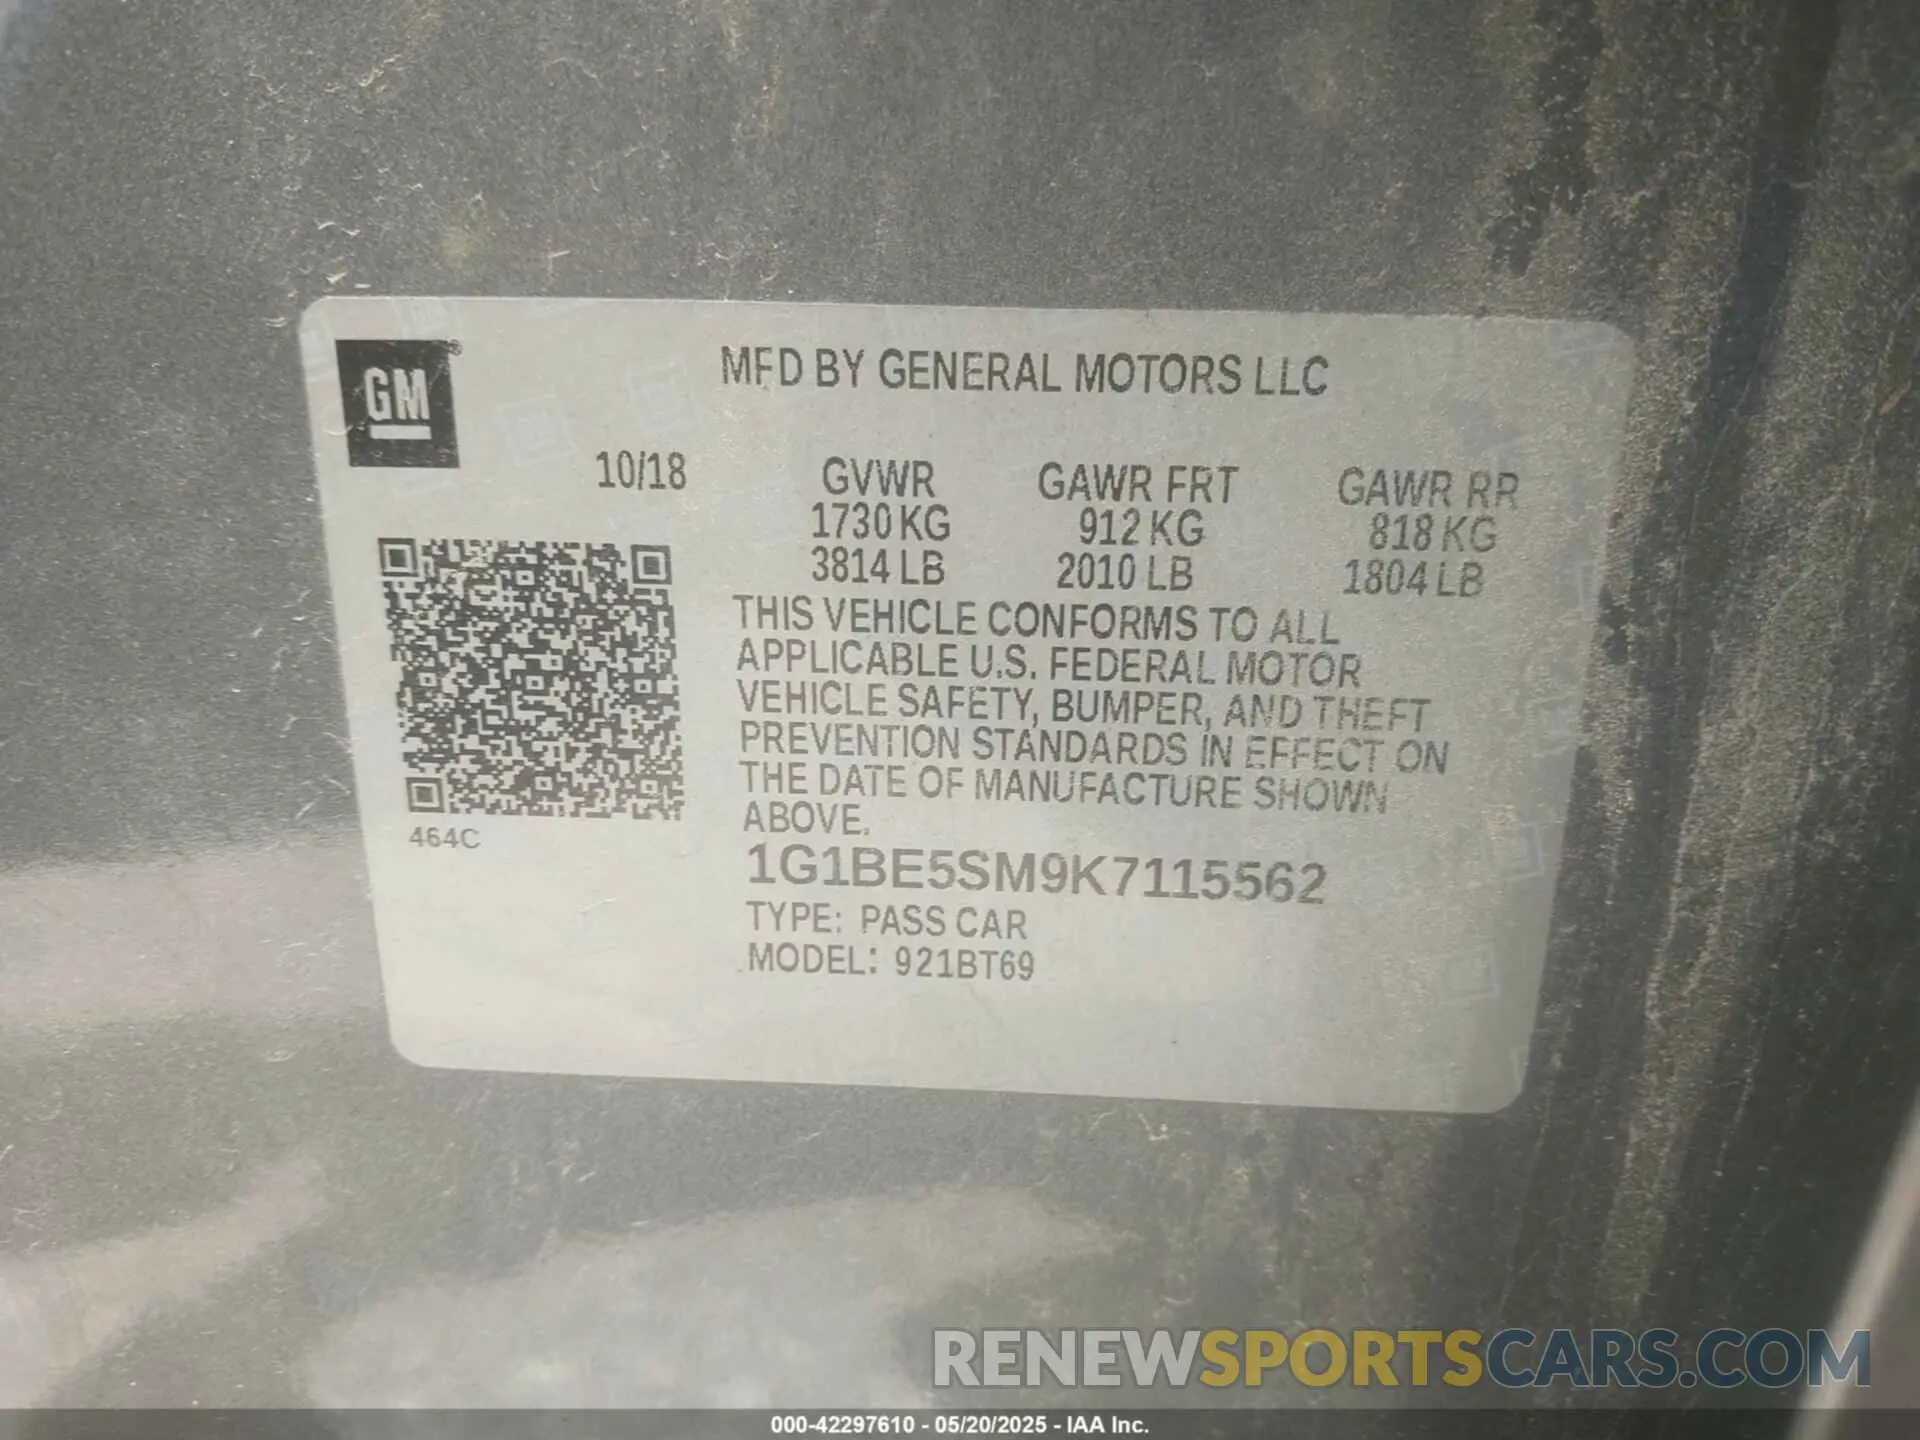 MFD BY GENERAL MOTORS LLC
GM®
10/18 GVWR GAWR FRT GAWR RR
1730 KG 912 KG 818 KG
3814 LB 2010 LB 1804 LB
THIS VEHICLE CONFORMS TO ALL
APPLICABLE U.S. FEDERAL MOTOR
VEHICLE SAFETY, BUMPER, AND THEFT
PREVENTION STANDARDS IN EFFECT ON
THE DATE OF MANUFACTURE SHOWN
ABOVE.
464C
1G1BE5SM9K7115562
TYPE: PASS CAR
MODEL: 921BT69
RENEWSPORTSCARS.COM
000-42297610 - 05/20/2025 - IAA Inc.